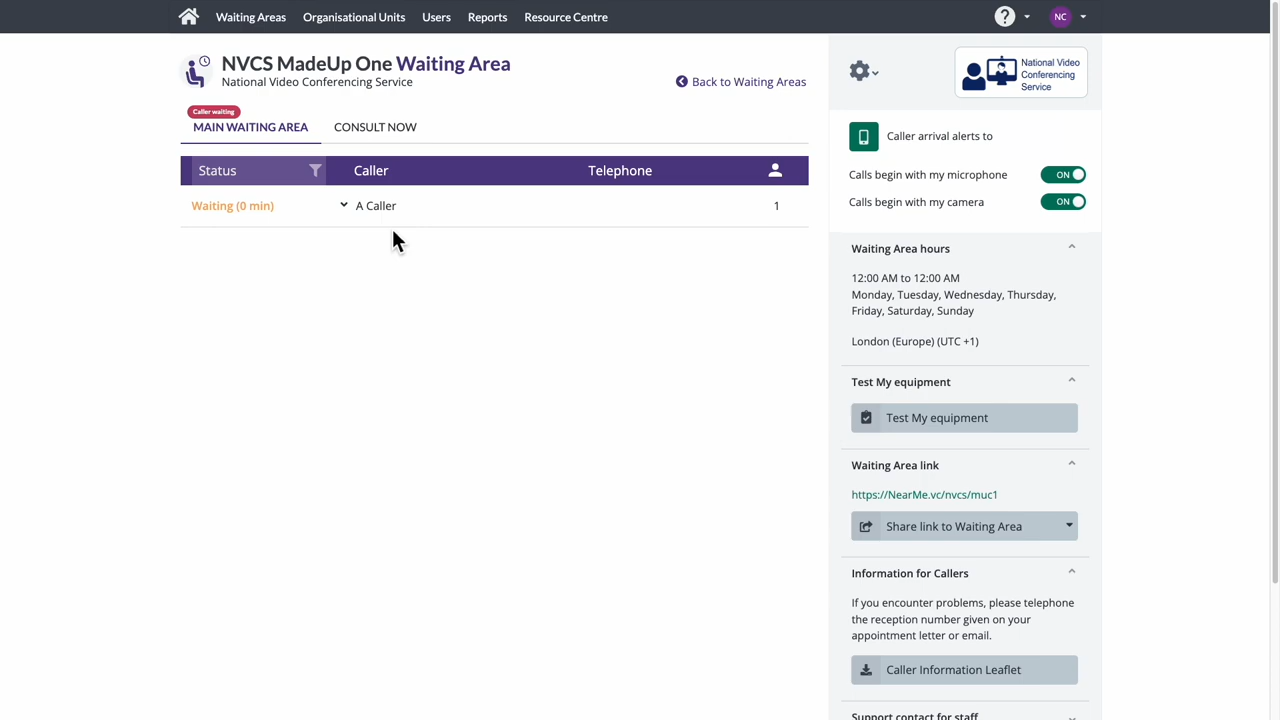 Waiting Areas Organisational Units Users Reports Resource Centre ? NC
NVCS MadeUp One Waiting Area
National Video Conferencing Service
Back to Waiting Areas
National Video
Conferencing
Service
Caller waiting
MAIN WAITING AREA CONSULT NOW
Status Caller Telephone
Waiting (0 min) A Caller 1
Caller arrival alerts to
Calls begin with my microphone ON
Calls begin with my camera ON
Waiting Area hours
12:00 AM to 12:00 AM
Monday, Tuesday, Wednesday, Thursday,
Friday, Saturday, Sunday
London (Europe) (UTC +1)
Test My equipment
Test My equipment
Waiting Area link
https://NearMe.vc/nvcs/muc1
Share link to Waiting Area
Information for Callers
If you encounter problems, please telephone
the reception number given on your
appointment letter or email.
Caller Information Leaflet
Support contact for staff